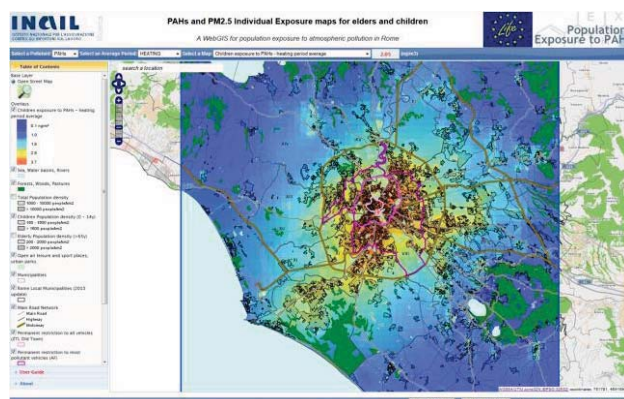 INAIL
PAHs and PM2.5 Individual Exposure maps for elders and children
A WebGIS for population exposure to atmospheric pollution in Rome
Life
Population
Exposure to PAH
Select a Pollutant PAHs Select an Average Period HEATING Select a Map Children exposure to PAHs - heating period average
Table of Contents
search a location
Base Layer
Open Street Map
Overlays
Children exposure to PAHs - heating
period average
Sea, Water basins, Rivers
Forests, Woods, Pastures
Total Population
density
Children Population density (0 - 14y)
Elderly Population density
Open air leisure and sport places,
urban parks
Municipalities
Rome Local Municipalities (2013
update)
Main Road Network
Main Road
Highway
Motorway
Permanent restriction to all vehicles
(ZTL Old Town)
Permanent restriction to most
pollutant vehicles
User Guide
About